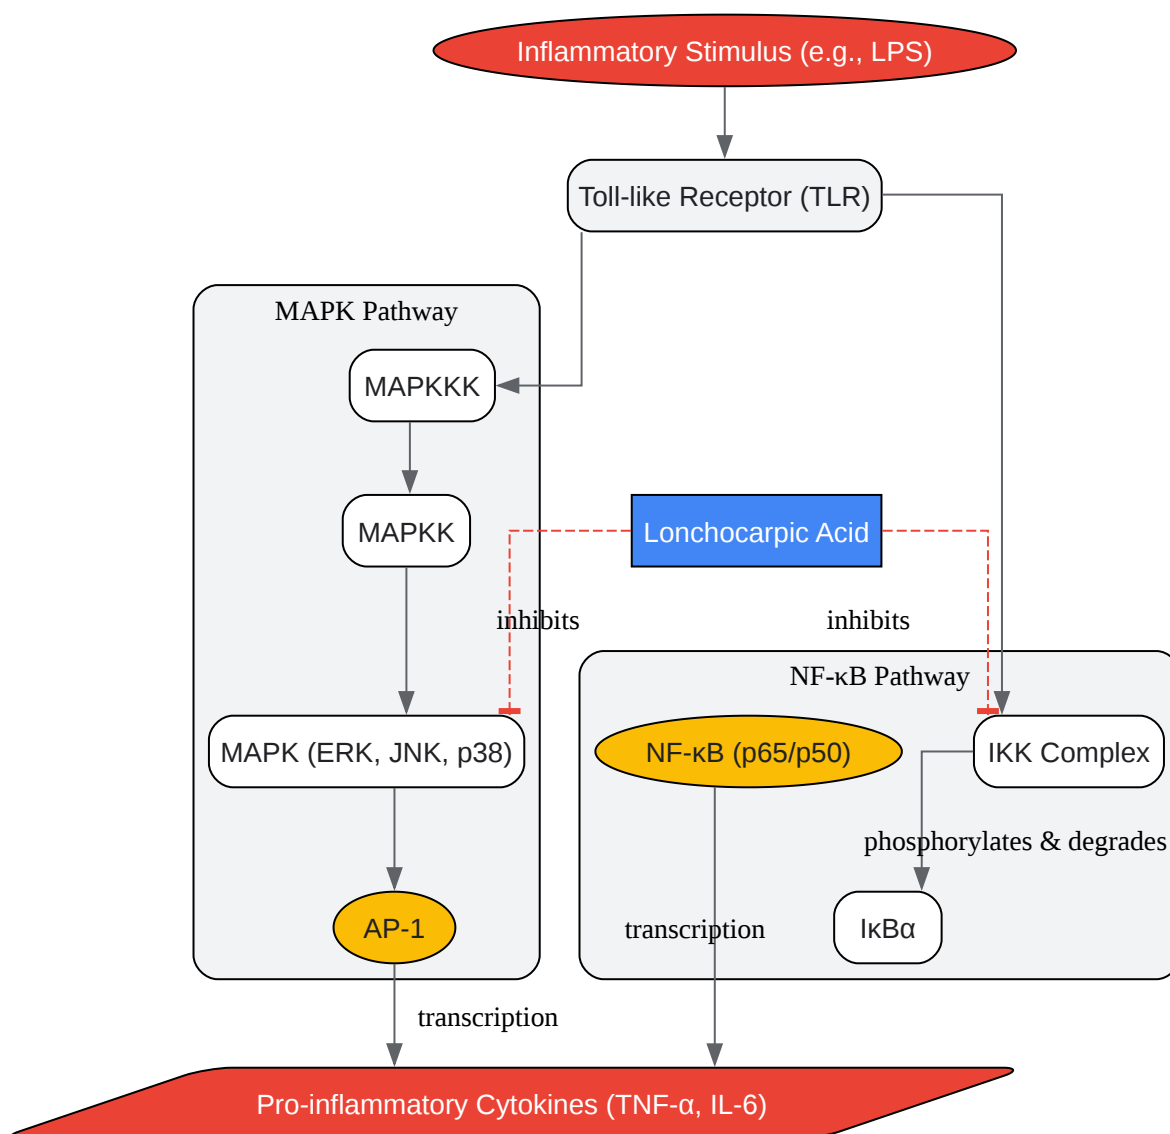 Inflammatory Stimulus (e.g., LPS)
Toll-like Receptor (TLR)
MAPK Pathway
MAPKKK
MAPKK
Lonchocarpic Acid
inhibits
inhibits
NF-κB Pathway
MAPK (ERK, JNK, p38)
NF-κB (p65/p50)
IKK Complex
phosphorylates & degrades
AP-1
transcription
IκBα
transcription
Pro-inflammatory Cytokines (TNF-α, IL-6)